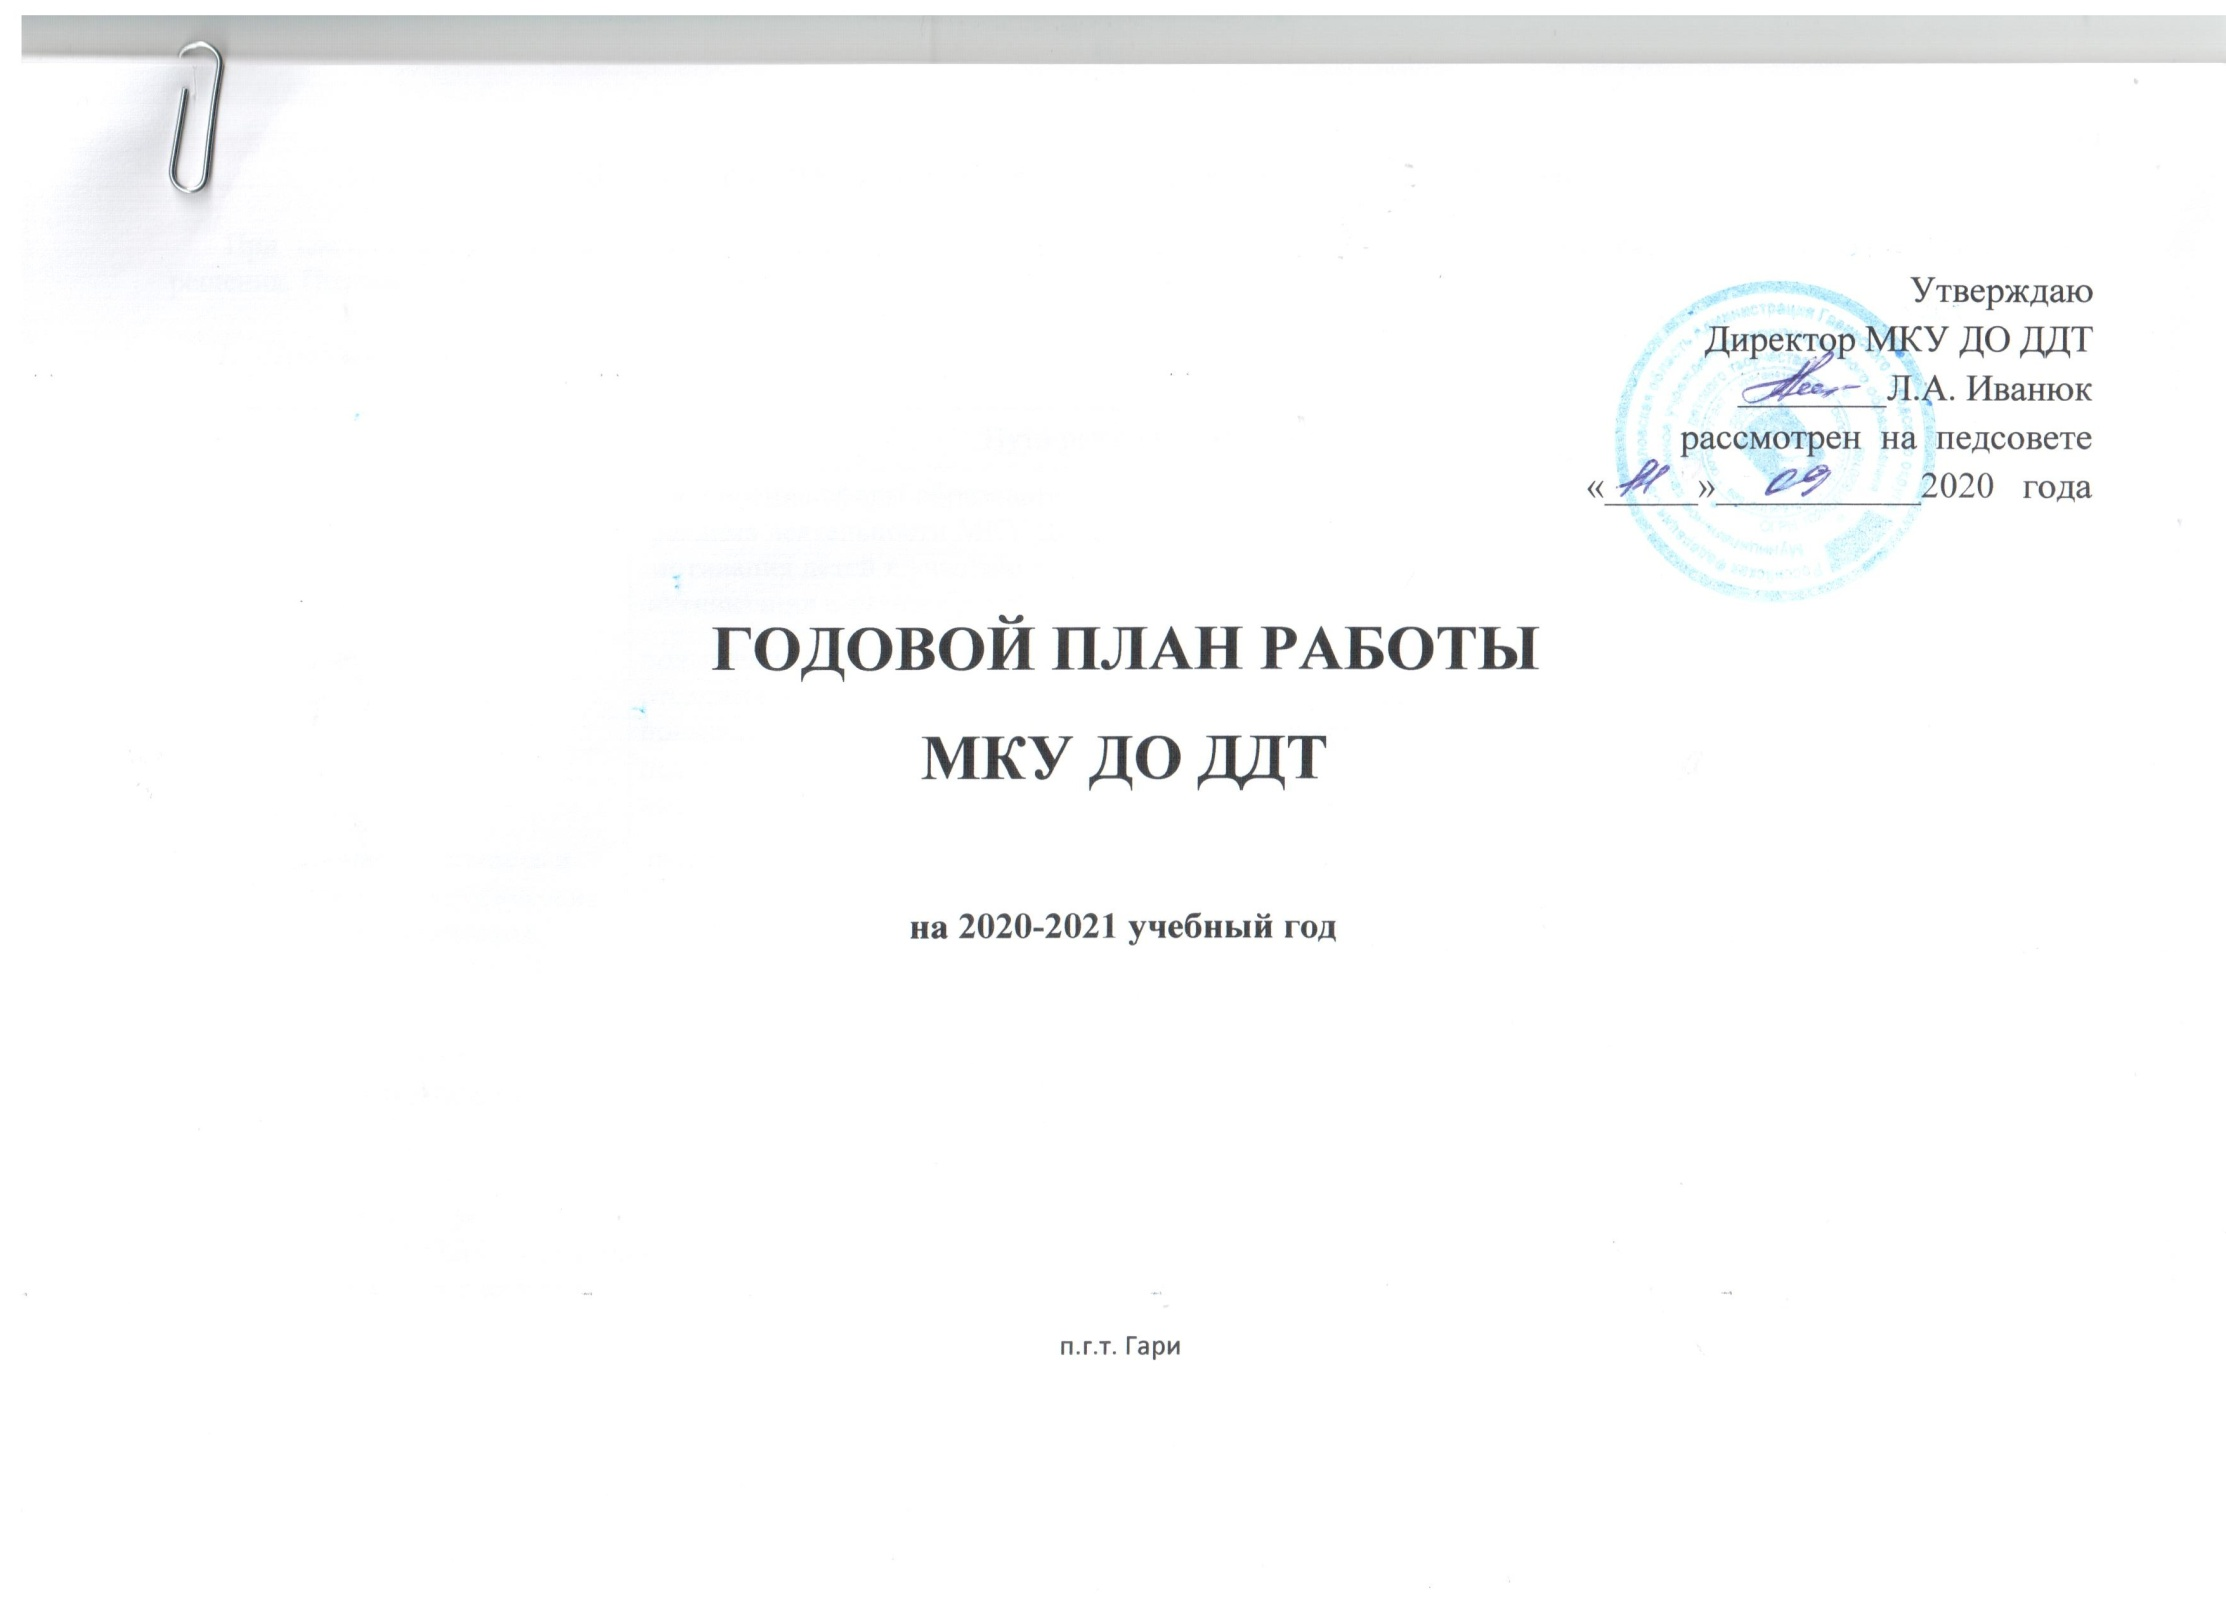 Утверждаю
Директор МКУ ДО ДДТ
Л.А. Иванюк
рассмотрен на педсовете
«11» 09 2020 года
ГОДОВОЙ ПЛАН РАБОТЫ
МКУ ДО ДДТ
на 2020-2021 учебный год
п.г.т. Гари